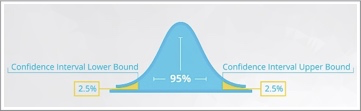 Confidence Interval Lower Bound
Confidence Interval Upper Bound
95%
2.5%
2.5%